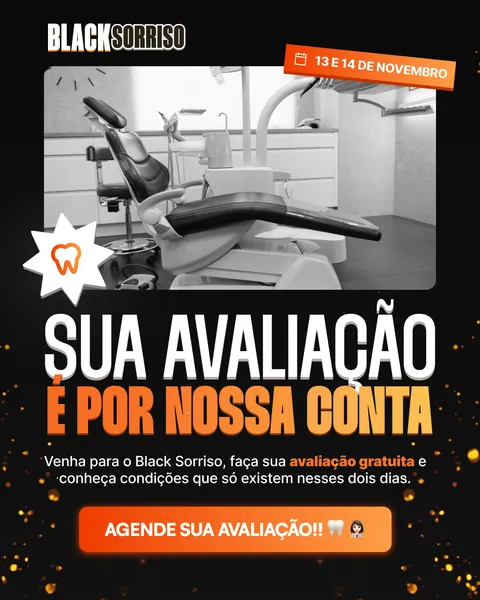 BLACKSORRISO
13 E 14 DE NOVEMBRO
SUA AVALIAÇÃO
É POR NOSSA CONTA
Venha para o Black Sorriso, faça sua avaliação gratuita e
conheça condições que só existem nesses dois dias.
AGENDE SUA AVALIAÇÃO!! 🦷👩🏻‍⚕️